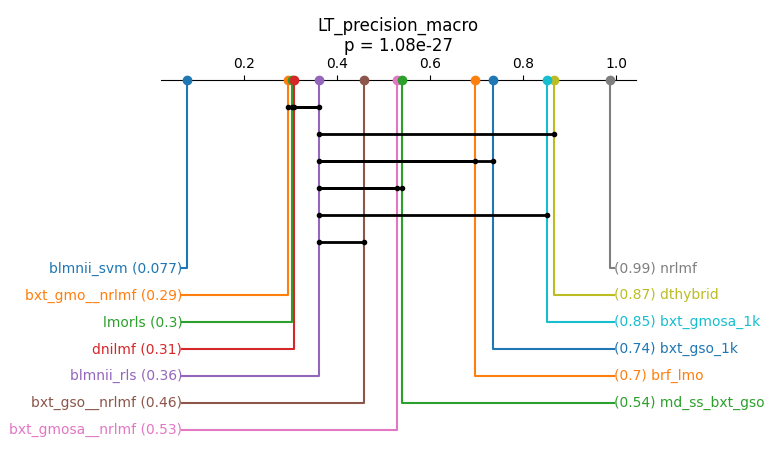 LT_precision_macro
p = 1.08e-27
0.2 0.4 0.6 0.8 1.0
blmnii_svm (0.077) (0.99) nrlmf
bxt_gmo__nrlmf (0.29) (0.87) dthybrid
lmorls (0.3) (0.85) bxt_gmosa_1k
dnilmf (0.31) (0.74) bxt_gso_1k
blmnii_rls (0.36) (0.7) brf_lmo
bxt_gso__nrlmf (0.46) (0.54) md_ss_bxt_gso
bxt_gmosa__nrlmf (0.53)